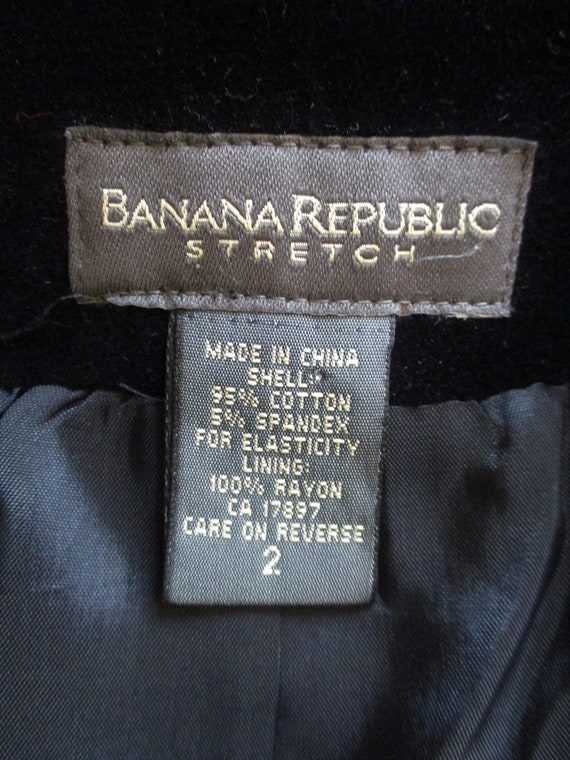 BANANA REPUBLIC
STRETCH
MADE IN CHINA
SHELL:
95% COTTON
5% SPANDEX
FOR ELASTICITY
LINING:
100% RAYON
CA 17897
CARE ON REVERSE
2